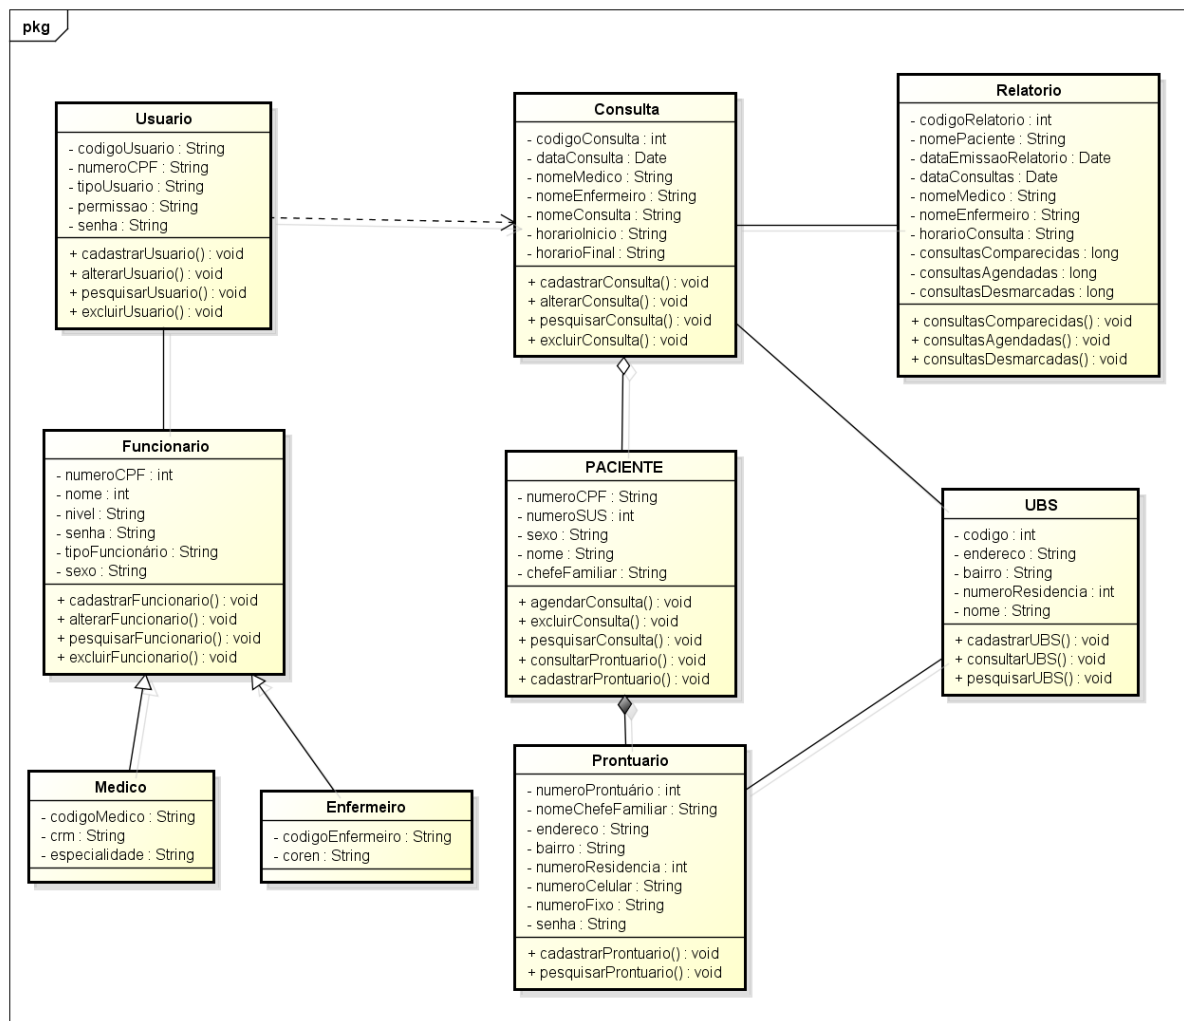 pkg
Usuario
- codigoUsuario : String
- numeroCPF : String
- tipoUsuario : String
- permissao : String
- senha : String
+ cadastrarUsuario() : void
+ alterarUsuario() : void
+ pesquisarUsuario() : void
+ excluirUsuario() : void
Consulta
- codigoConsulta : int
- dataConsulta : Date
- nomeMedico : String
- nomeEnfermeiro : String
- nomeConsulta : String
- horarioInicio : String
- horarioFinal : String
+ cadastrarConsulta() : void
+ alterarConsulta() : void
+ pesquisarConsulta() : void
+ excluirConsulta() : void
Relatorio
- codigoRelatorio : int
- nomePaciente : String
- dataEmissaoRelatorio : Date
- dataConsultas : Date
- nomeMedico : String
- nomeEnfermeiro : String
- horarioConsulta : String
- consultasComparecidas : long
- consultasAgendadas : long
- consultasDesmarcadas : long
+ consultasComparecidas() : void
+ consultasAgendadas() : void
+ consultasDesmarcadas() : void
Funcionario
- numeroCPF : int
- nome : int
- nivel : String
- senha : String
- tipoFuncionário : String
- sexo : String
+ cadastrarFuncionario() : void
+ alterarFuncionario() : void
+ pesquisarFuncionario() : void
+ excluirFuncionario() : void
PACIENTE
- numeroCPF : String
- numeroSUS : int
- sexo : String
- nome : String
- chefeFamiliar : String
+ agendarConsulta() : void
+ excluirConsulta() : void
+ pesquisarConsulta() : void
+ consultarProntuario() : void
+ cadastrarProntuario() : void
UBS
- codigo : int
- endereco : String
- bairro : String
- numeroResidencia : int
- nome : String
+ cadastrarUBS() : void
+ consultarUBS() : void
+ pesquisarUBS() : void
Medico
- codigoMedico : String
- crm : String
- especialidade : String
Enfermeiro
- codigoEnfermeiro : String
- coren : String
Prontuario
- numeroProntuário : int
- nomeChefeFamiliar : String
- endereco : String
- bairro : String
- numeroResidencia : int
- numeroCelular : String
- numeroFixo : String
- senha : String
+ cadastrarProntuario() : void
+ pesquisarProntuario() : void